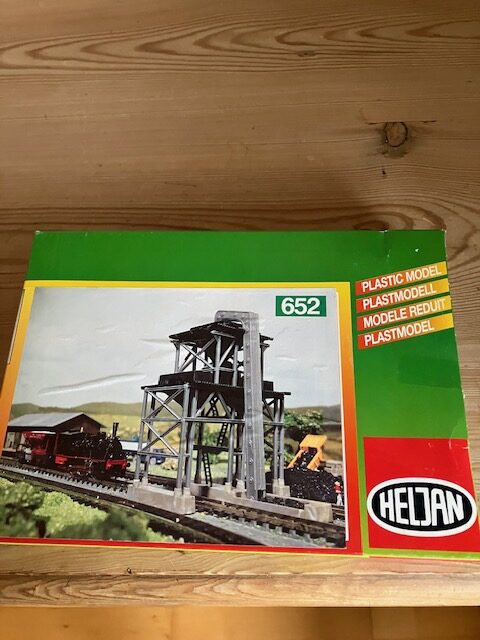 652
PLASTIC MODEL
PLASTMODELL
MODELE REDUIT
PLASTMODEL
HELJAN